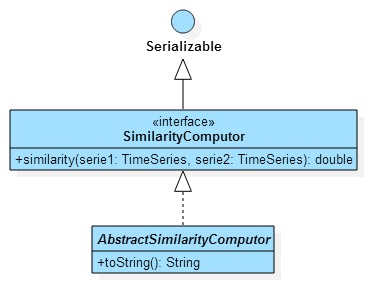 Serializable
«interface»
SimilarityComputor
+similarity(serie1: TimeSeries, serie2: TimeSeries): double
AbstractSimilarityComputor
+toString(): String